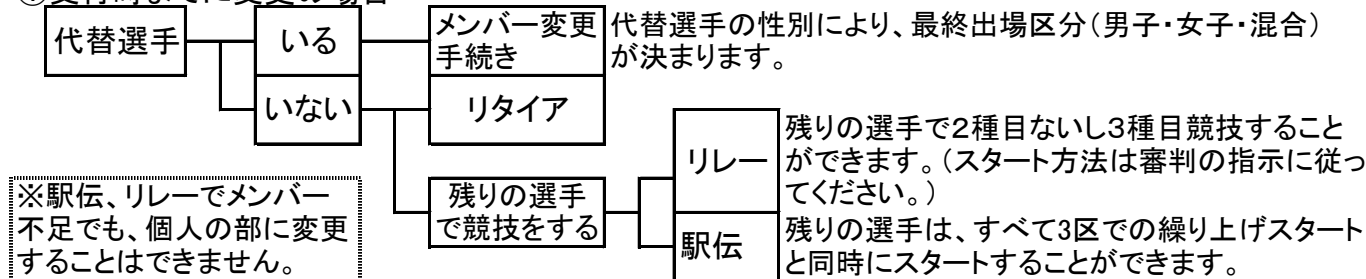 代替選手
いる
メンバー変更
手続き
代替選手の性別により、最終出場区分(男子・女子・混合)
が決まります。
いない
リタイア
残りの選手
で競技をする
リレー
残りの選手で２種目ないし３種目競技すること
ができます。(スタート方法は審判の指示に従っ
てください。)
駅伝
残りの選手は、すべて3区での繰り上げスタート
と同時にスタートすることができます。
※駅伝、リレーでメンバー
不足でも、個人の部に変更
することはできません。